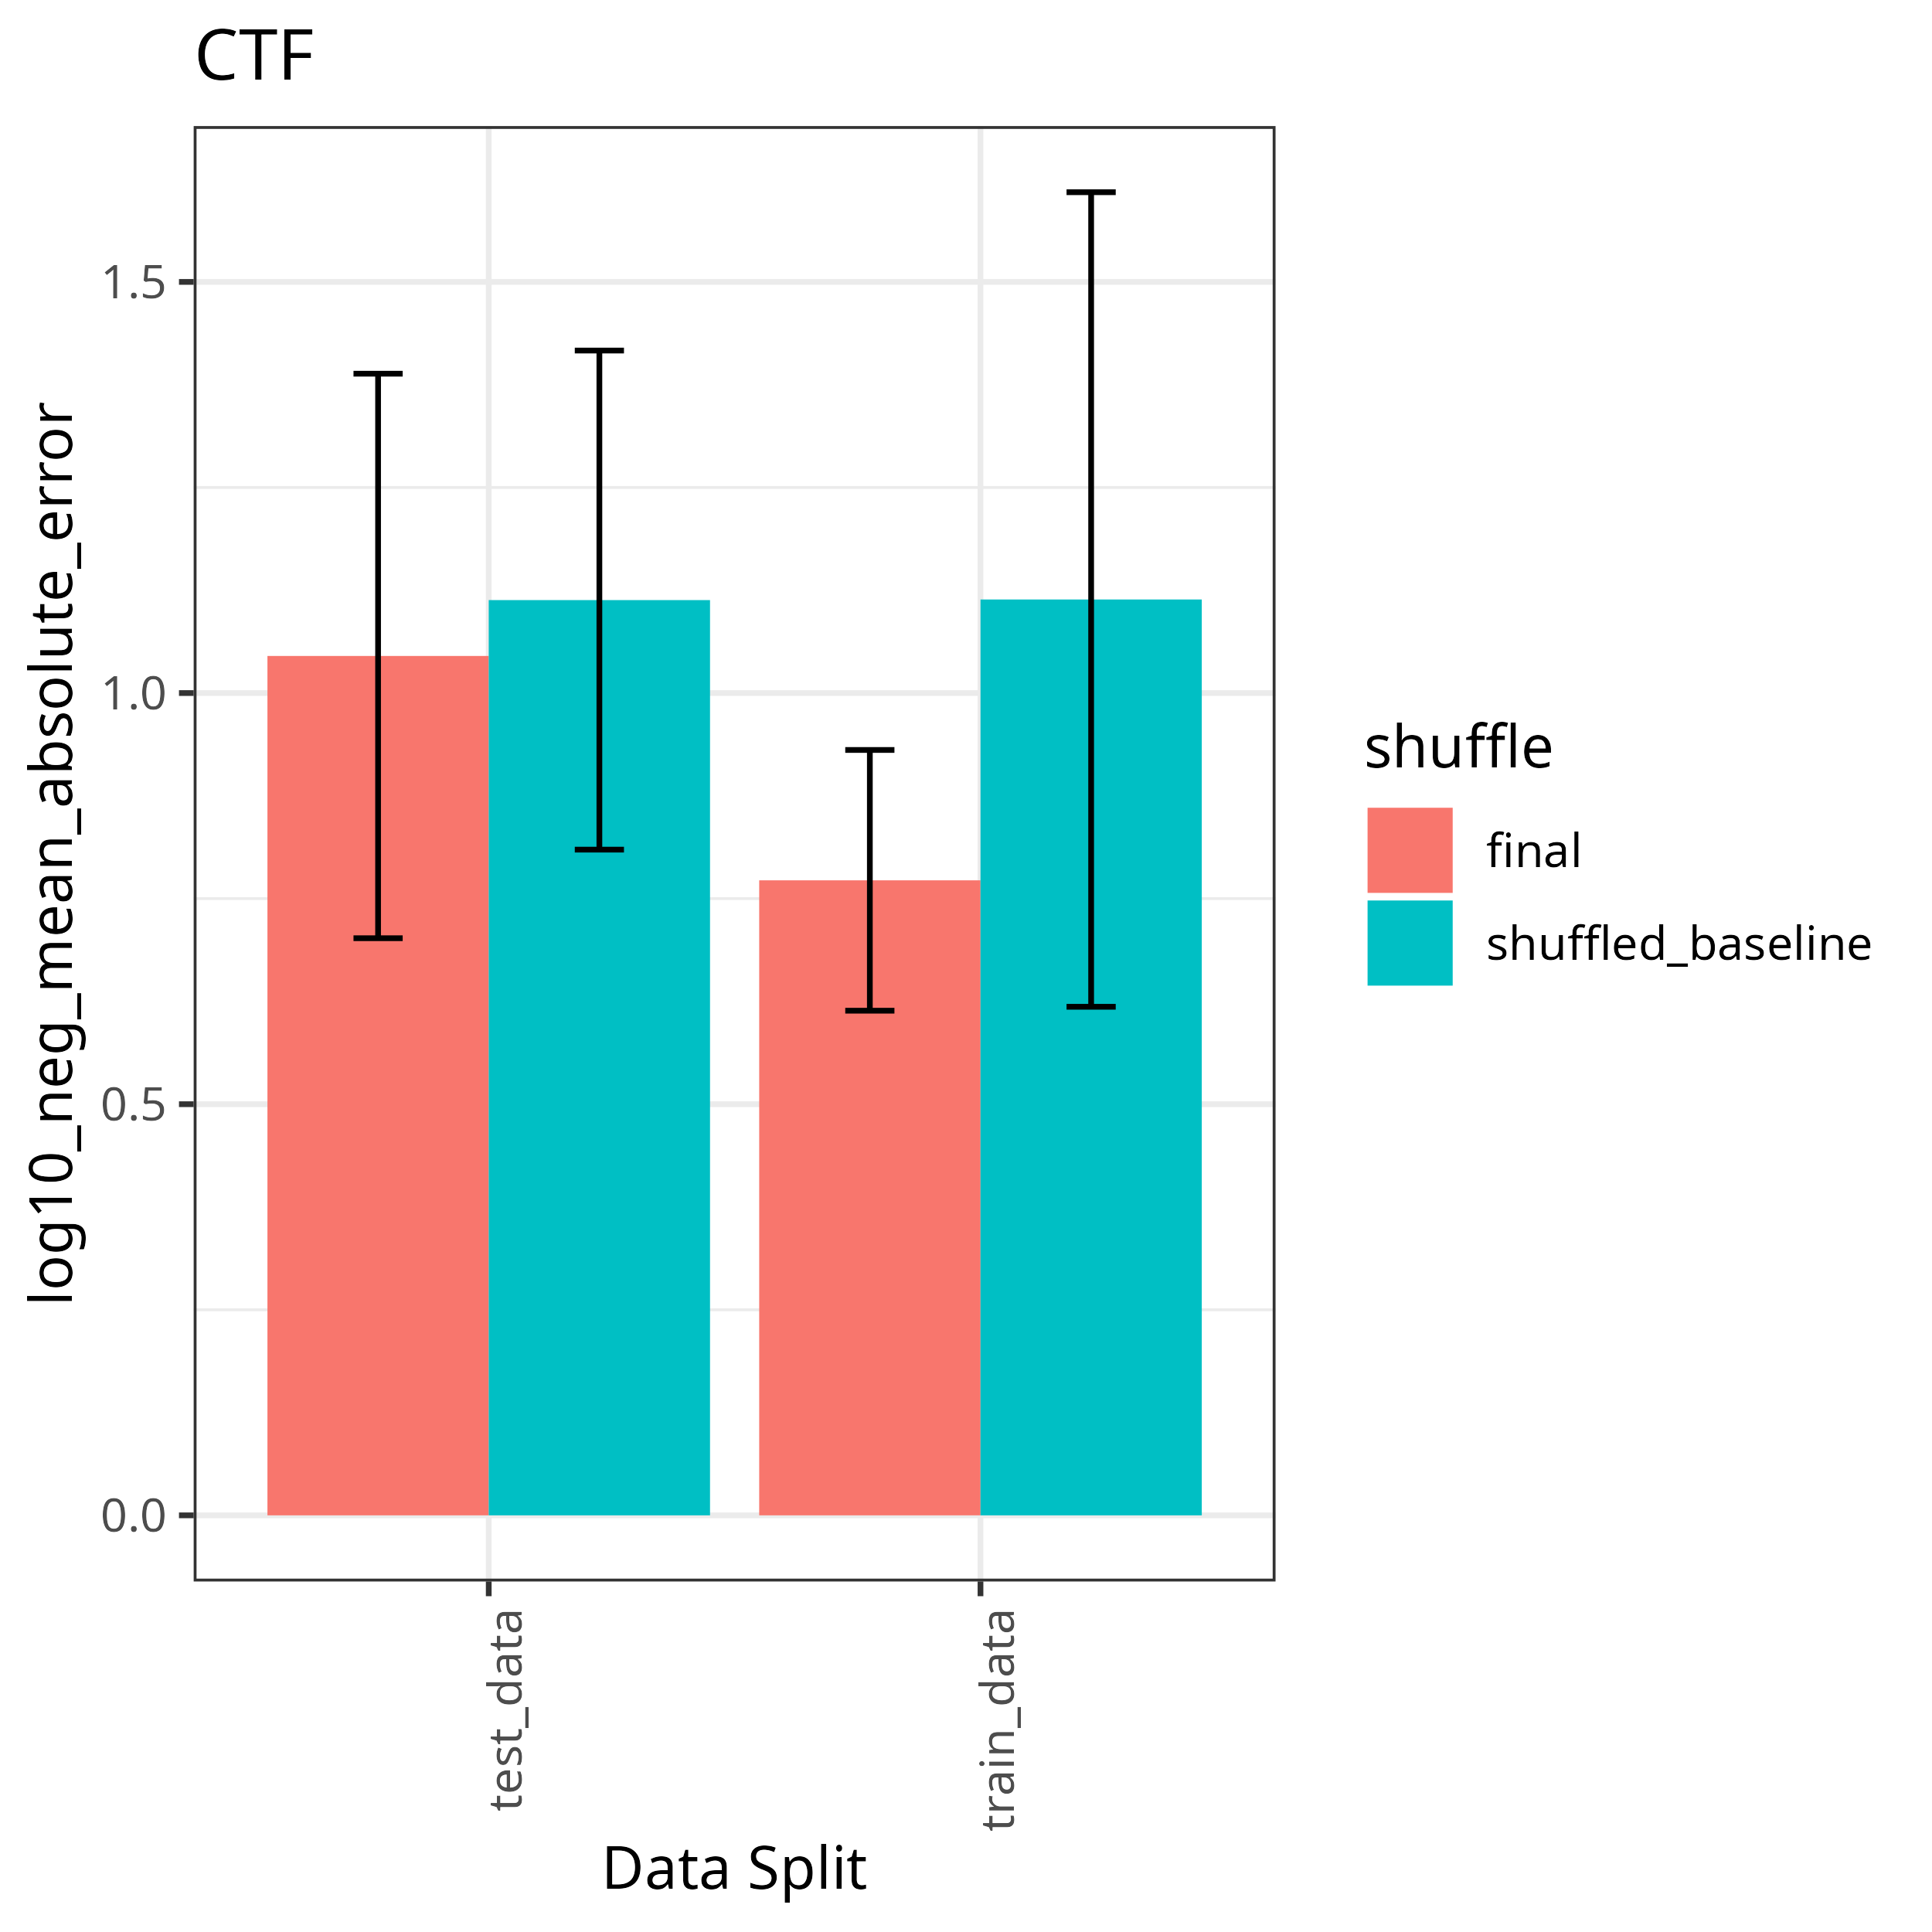 CTF
log10_neg_mean_absolute_error
1.5
1.0
0.5
0.0
test_data
train_data
Data Split
shuffle
final
shuffled_baseline